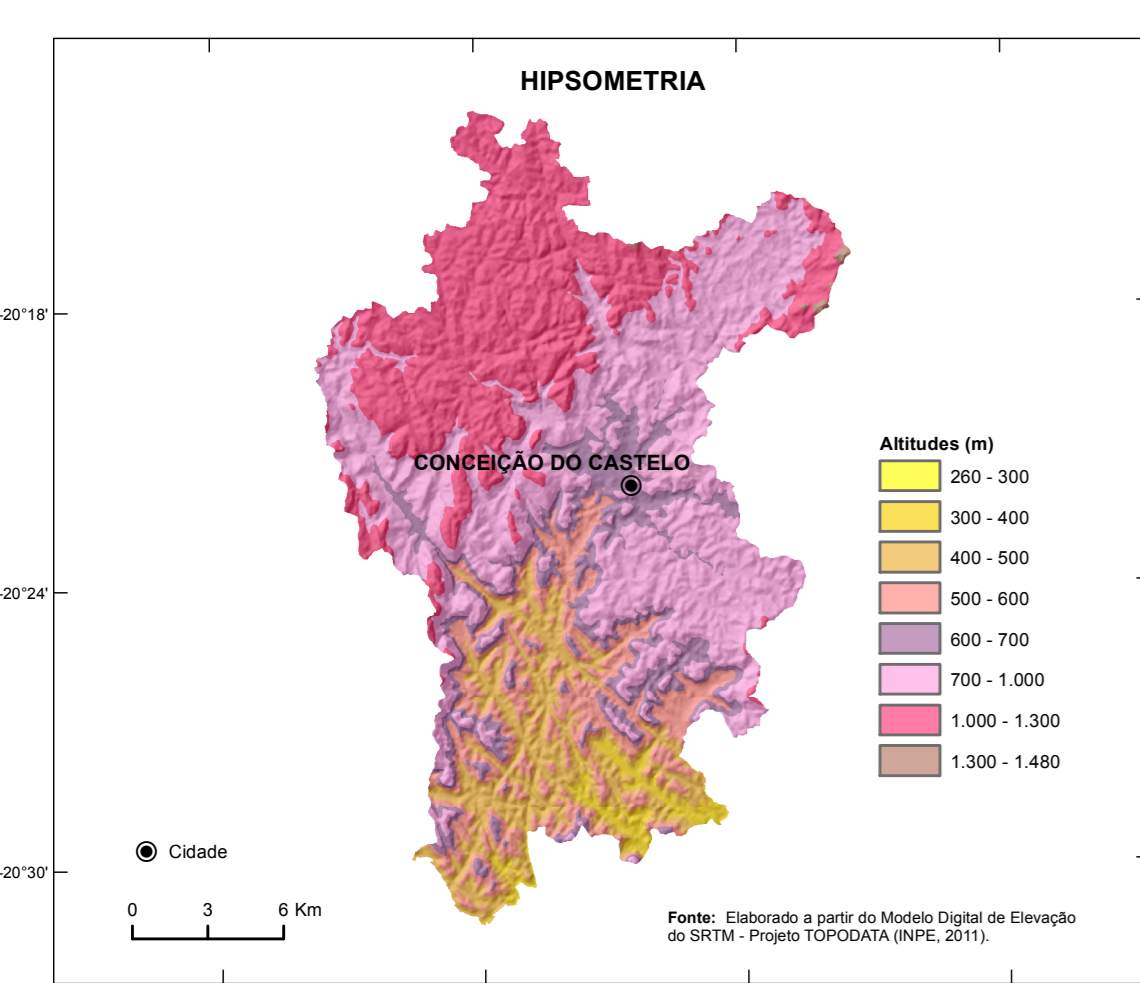 HIPSOMETRIA
-20°18'
CONCEIÇÃO DO CASTELO
Altitudes (m)
260 - 300
300 - 400
400 - 500
500 - 600
600 - 700
700 - 1.000
1.000 - 1.300
1.300 - 1.480
-20°24'
Cidade
-20°30'
0 3 6 Km
Fonte: Elaborado a partir do Modelo Digital de Elevação
do SRTM - Projeto TOPODATA (INPE, 2011).